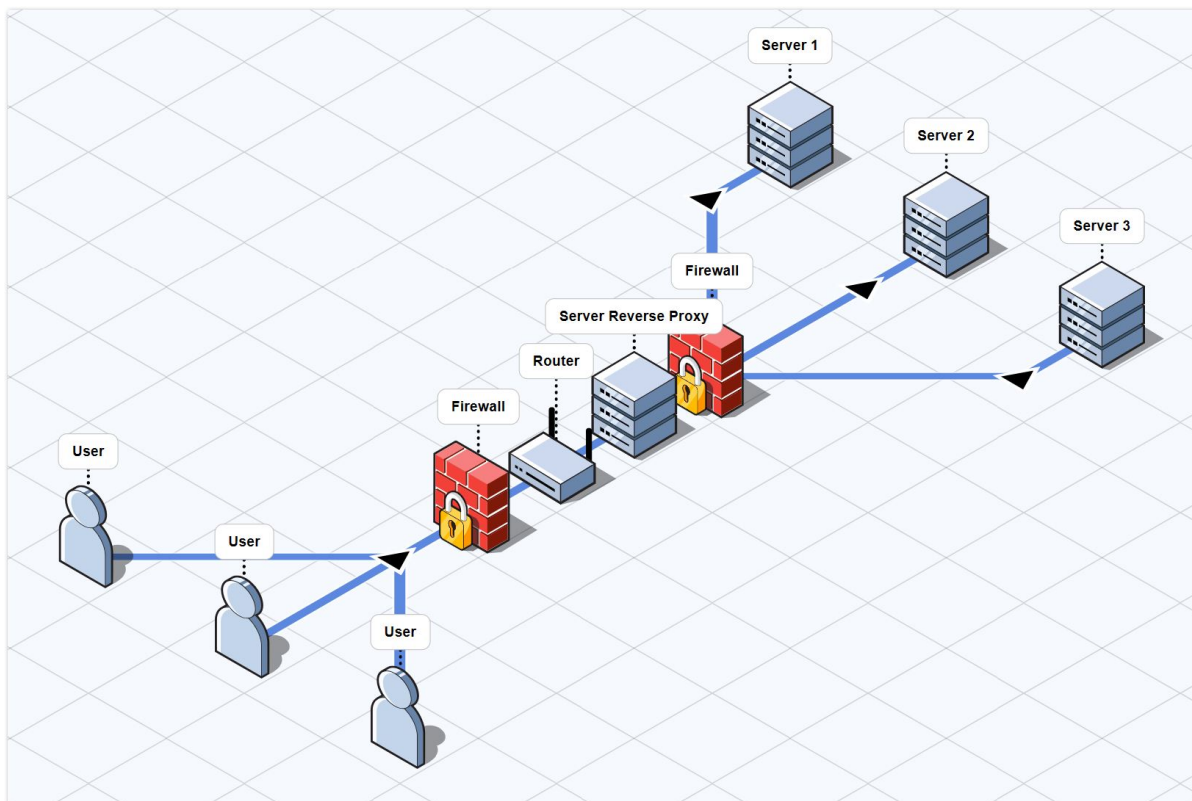 Server 1
Server 2
Server 3
Firewall
Server Reverse Proxy
Router
Firewall
User
User
User